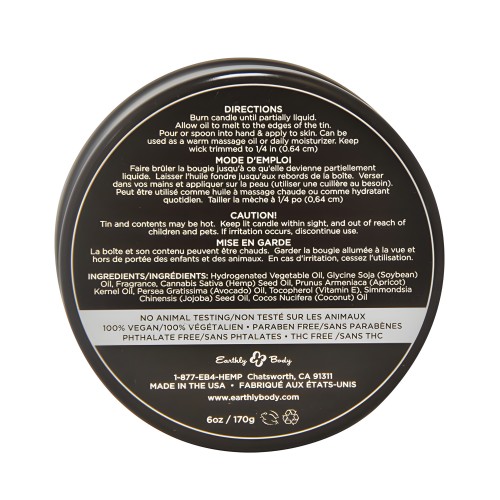 DIRECTIONS
Burn candle until partially liquid.
Allow oil to melt to the edges of the tin.
Pour or spoon into hand & apply to skin. Can be
used as a warm massage oil or daily moisturizer. Keep
wick trimmed to 1/4 in (0.64 cm)
MODE D'EMPLOI
Faire brûler la bougie jusqu'à ce qu'elle devienne partiellement
liquide. Laisser l'huile fondre jusqu'aux rebords de la boîte. Verser
dans vos mains et appliquer sur la peau (utiliser une cuillère au besoin).
Peut être utilisé comme huile à massage chaude ou comme hydratant
quotidien. Tailler la mèche à 1/4 po (0,64 cm)
CAUTION!
Tin and contents may be hot. Keep lit candle within sight, and out of reach of
children and pets. If irritation occurs, discontinue use.
MISE EN GARDE
La boîte et son contenu peuvent être chauds. Garder la bougie allumée à la vue et
hors de portée des enfants et des animaux. En cas d'irritation, cessez l'utilisation.
INGREDIENTS/INGRÉDIENTS: Hydrogenated Vegetable Oil, Glycine Soja (Soybean)
Oil, Fragrance, Cannabis Sativa (Hemp) Seed Oil, Prunus Armeniaca (Apricot)
Kernel Oil, Persea Gratissima (Avocado) Oil, Tocopherol (Vitamin E), Simmondsia
Chinensis (Jojoba) Seed Oil, Cocos Nucifera (Coconut) Oil
NO ANIMAL TESTING/NON TESTÉ SUR LES ANIMAUX
100% VEGAN/100% VÉGÉTALIEN • PARABEN FREE/SANS PARABÈNES
PHTHALATE FREE/SANS PHTALATES • THC FREE /SANS THC
Earthly Body
1-877-EB4-HEMP Chatsworth, CA 91311
MADE IN THE USA • FABRIQUÉ AUX ÉTATS-UNIS
www.earthlybody.com
6oz / 170g